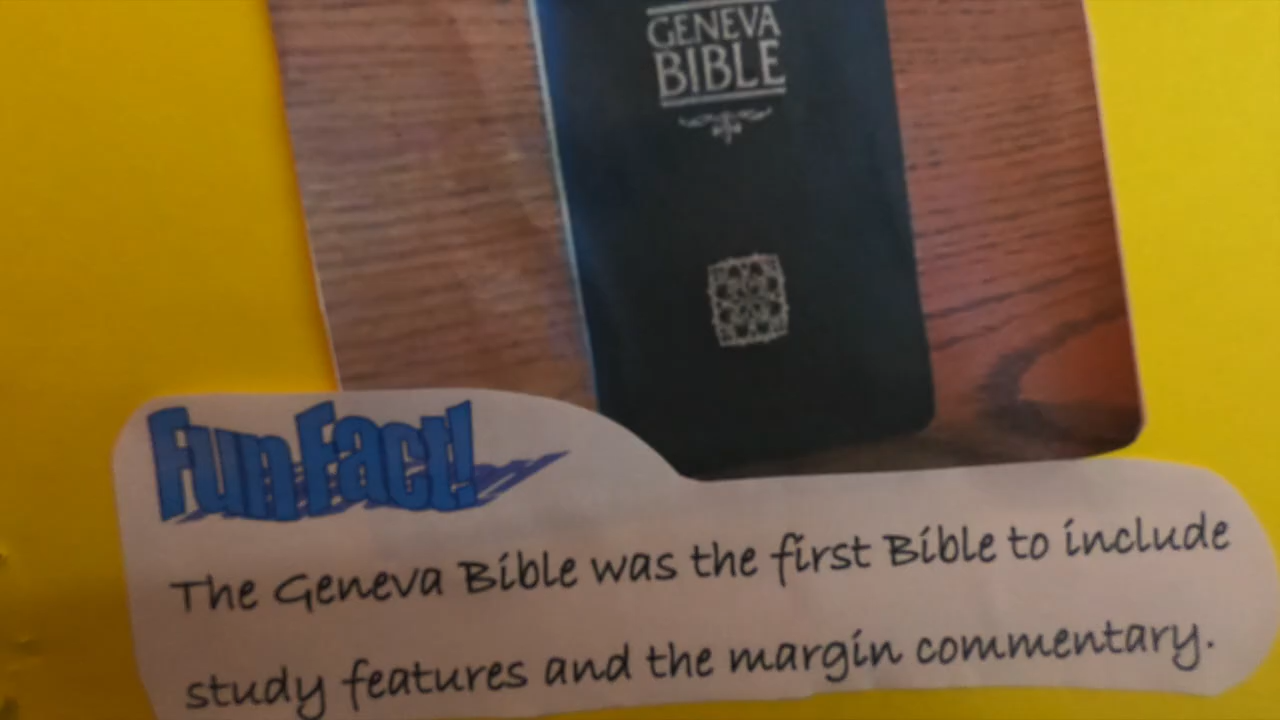 GENEVA
BIBLE
Fun Fact!
The Geneva Bible was the first Bible to include
study features and the margin commentary.